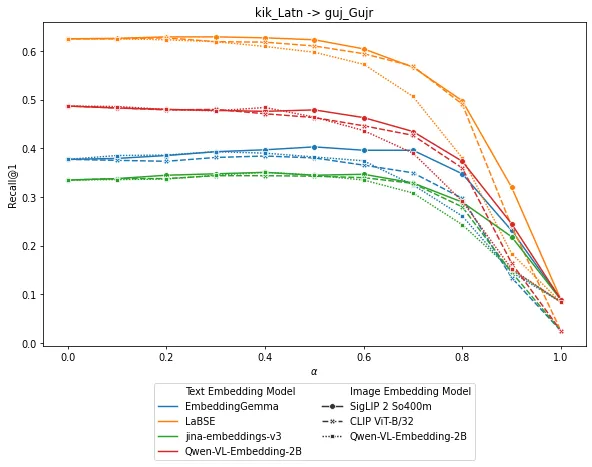 kik_Latn -> guj_Gujr
Recall@1
0.6
0.5
0.4
0.3
0.2
0.1
0.0
0.0 0.2 0.4 0.6 0.8 1.0
α
Text Embedding Model Image Embedding Model
EmbeddingGemma SigLIP 2 So400m
LaBSE CLIP ViT-B/32
jina-embeddings-v3 Qwen-VL-Embedding-2B
Qwen-VL-Embedding-2B